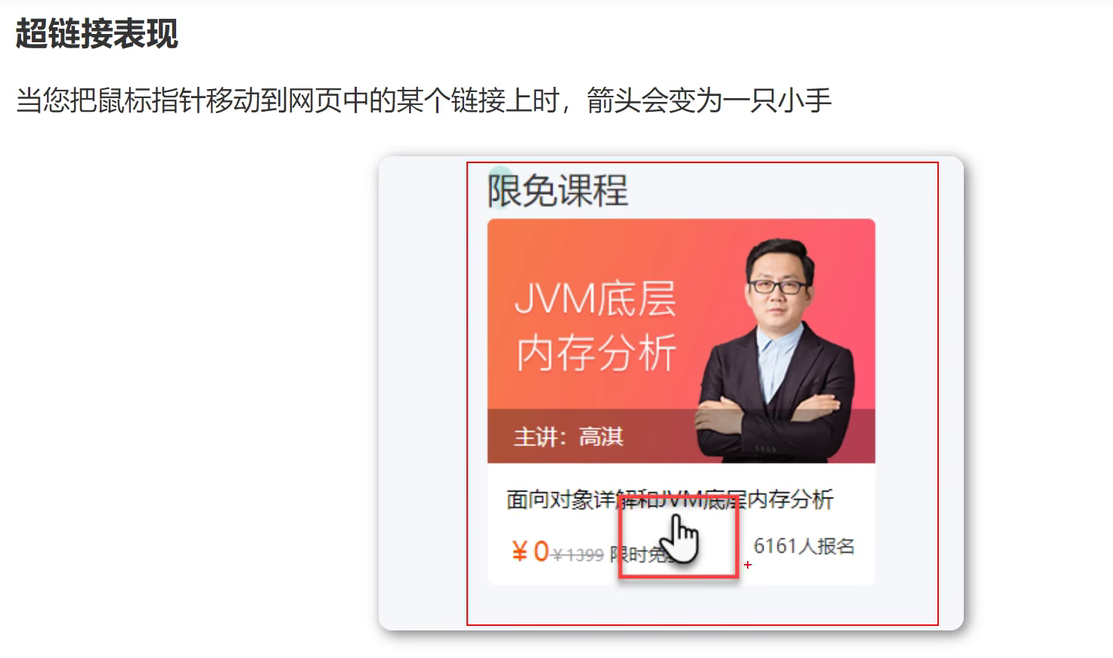 超链接表现
当您把鼠标指针移动到网页中的某个链接上时，箭头会变为一只小手
限免课程
JVM底层
内存分析
主讲：高淇
面向对象详解和JVM底层内存分析
¥0 ¥1399 限时免 6161人报名